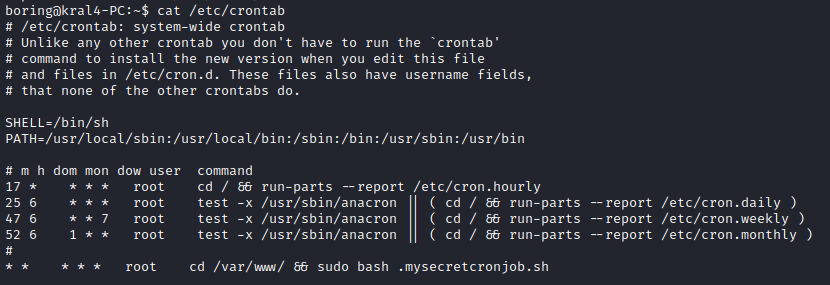 boring@kral4-PC:~$ cat /etc/crontab
# /etc/crontab: system-wide crontab
# Unlike any other crontab you don't have to run the `crontab'
# command to install the new version when you edit this file
# and files in /etc/cron.d. These files also have username fields,
# that none of the other crontabs do.

SHELL=/bin/sh
PATH=/usr/local/sbin:/usr/local/bin:/sbin:/bin:/usr/sbin:/usr/bin

# m h dom mon dow user  command
17 *    * * *   root    cd / && run-parts --report /etc/cron.hourly
25 6    * * *   root    test -x /usr/sbin/anacron || ( cd / && run-parts --report /etc/cron.daily )
47 6    * * 7   root    test -x /usr/sbin/anacron || ( cd / && run-parts --report /etc/cron.weekly )
52 6    1 * *   root    test -x /usr/sbin/anacron || ( cd / && run-parts --report /etc/cron.monthly )
#
* *    * * *   root    cd /var/www/ && sudo bash .mysecretcronjob.sh